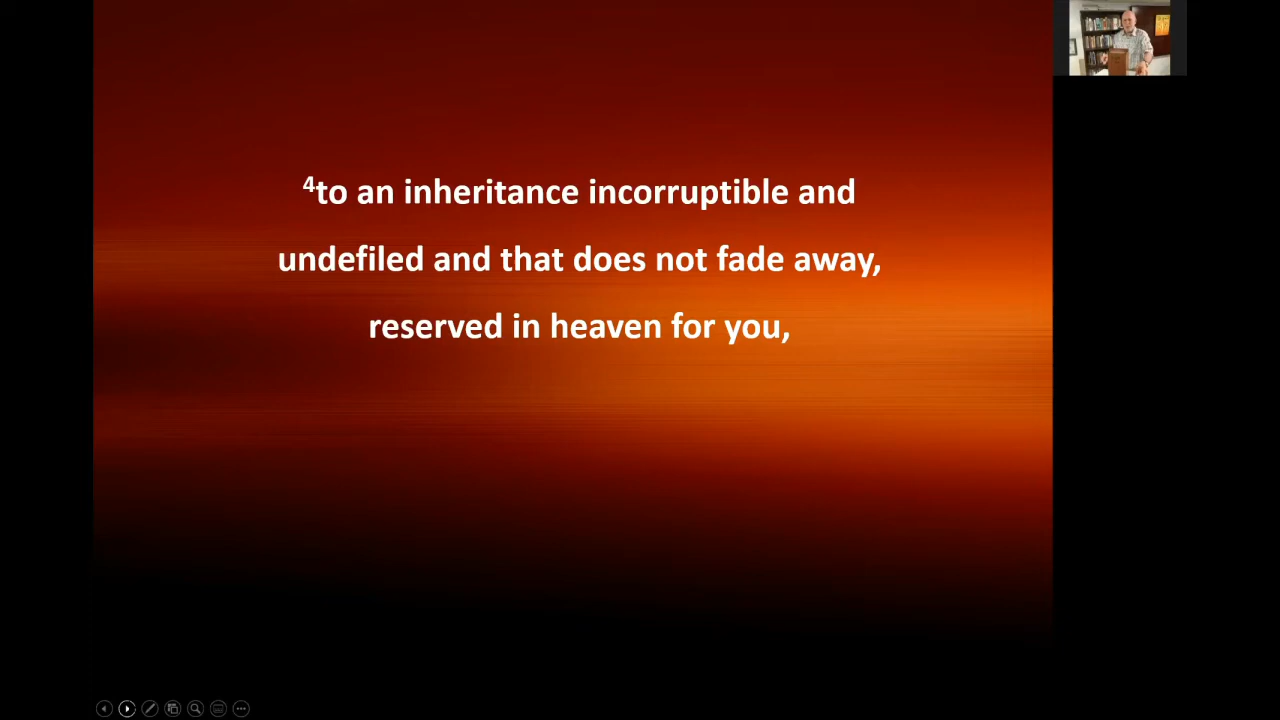 ⁴to an inheritance incorruptible and
undefiled and that does not fade away,
reserved in heaven for you,